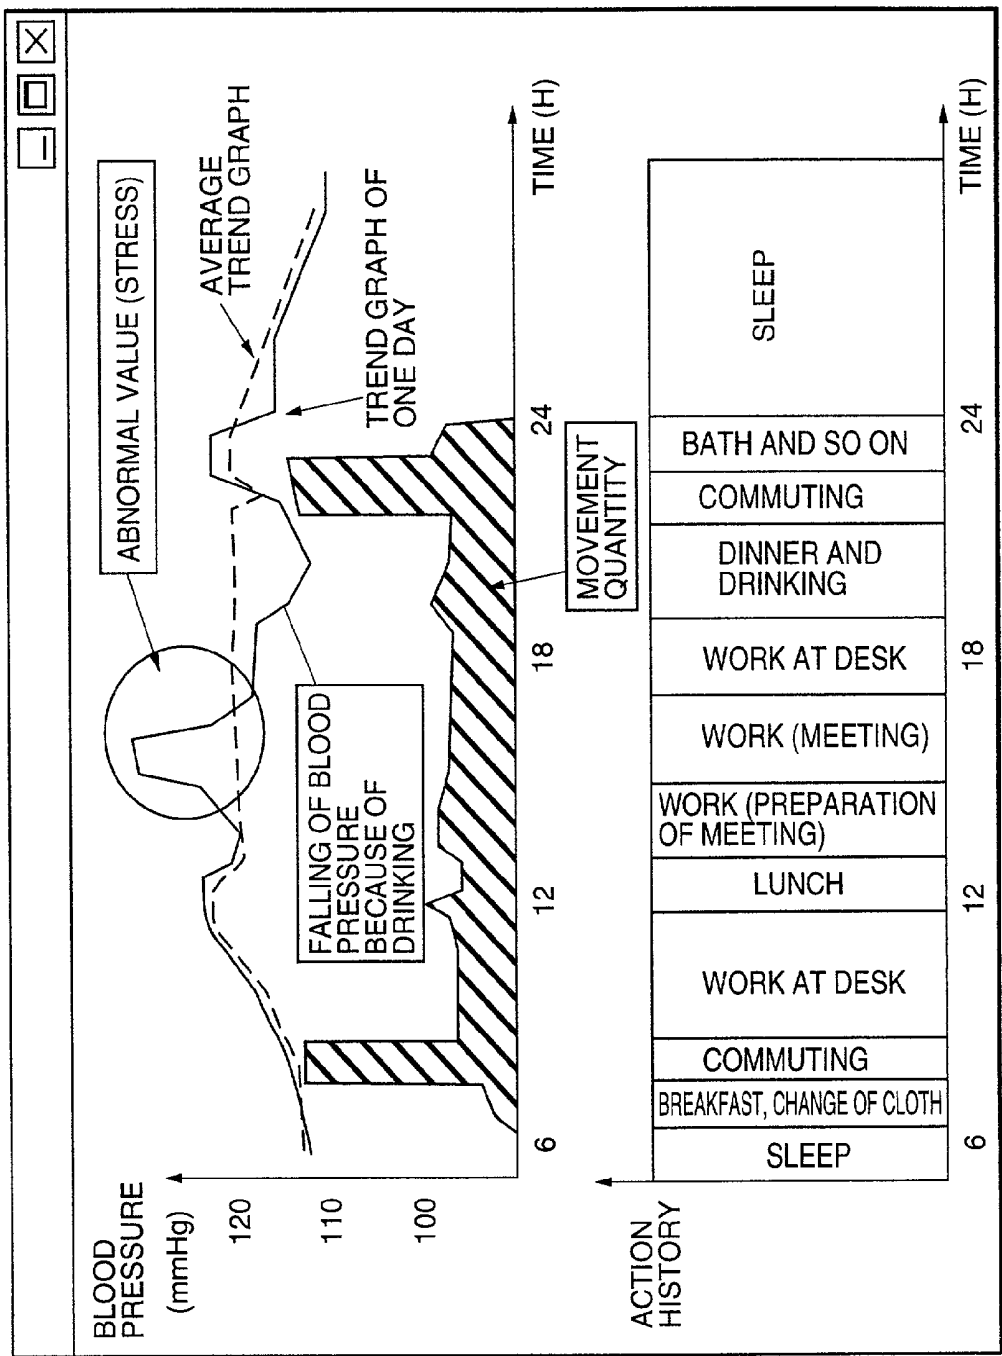 BLOOD
PRESSURE
(mmHg)
120
110
100
ABNORMAL VALUE (STRESS)
AVERAGE
TREND GRAPH
TREND GRAPH OF
ONE DAY
FALLING OF BLOOD
PRESSURE
BECAUSE OF
DRINKING
6
12
18
24
TIME (H)
MOVEMENT
QUANTITY
ACTION
HISTORY
SLEEP
BREAKFAST, CHANGE OF CLOTH
COMMUTING
WORK AT DESK
LUNCH
WORK (PREPARATION
OF MEETING)
WORK (MEETING)
WORK AT DESK
DINNER AND
DRINKING
COMMUTING
BATH AND SO ON
SLEEP
6
12
18
24
TIME (H)